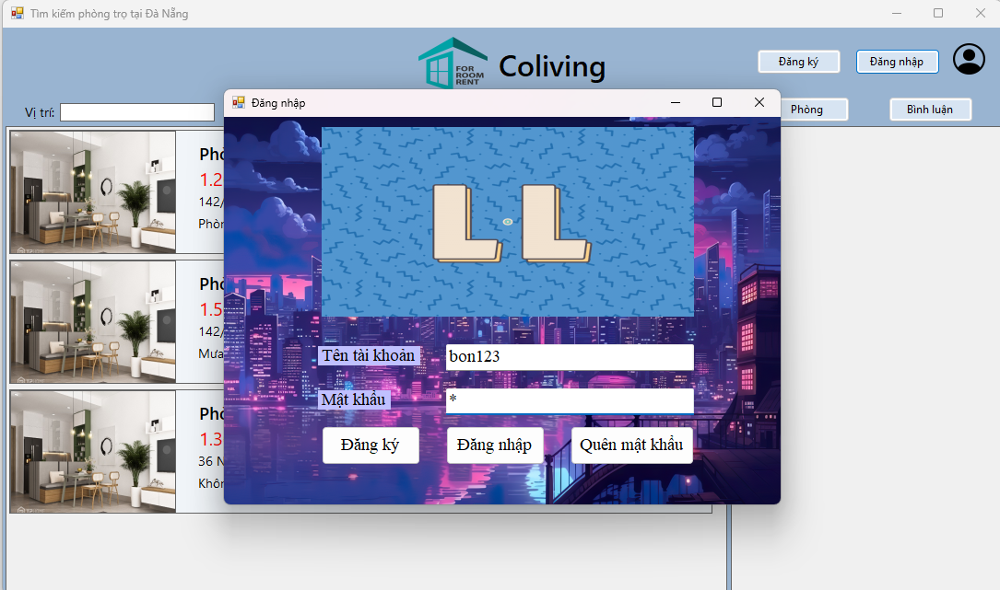 Tìm kiếm phòng trọ tại Đà Nẵng
FOR
ROOM
RENT
Coliving
Đăng ký
Đăng nhập
Vị trí:
Phòng
Bình luận
Phò
1.2
142/
Phòn
Phò
1.5
142/
Mưa
Phò
1.3
36 N
Khôn
Đăng nhập
LL
Tên tài khoản
bon123
Mật khẩu
*
Đăng ký
Đăng nhập
Quên mật khẩu